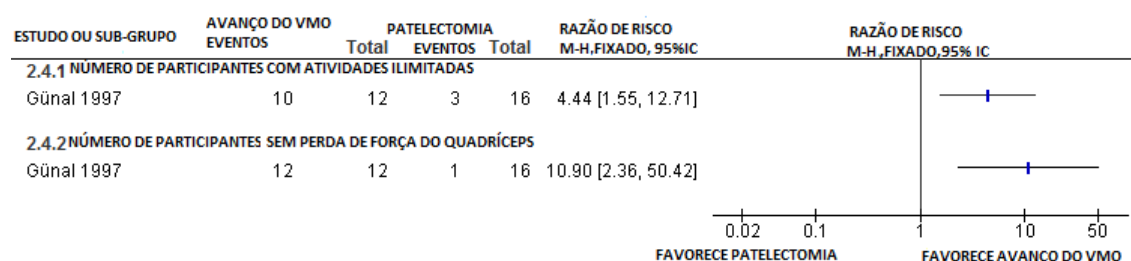 ESTUDO OU SUB-GRUPO AVANÇO DO VMO EVENTOS Total PATELECTOMIA EVENTOS Total RAZÃO DE RISCO M-H,FIXADO, 95%IC RAZÃO DE RISCO M-H,FIXADO,95% IC
2.4.1 NÚMERO DE PARTICIPANTES COM ATIVIDADES ILIMITADAS
Günal 1997 10 12 3 16 4.44 [1.55, 12.71]
2.4.2 NÚMERO DE PARTICIPANTES SEM PERDA DE FORÇA DO QUADRÍCEPS
Günal 1997 12 12 1 16 10.90 [2.36, 50.42]
0.02 0.1 1 10 50
FAVORECE PATELECTOMIA FAVORECE AVANÇO DO VMO